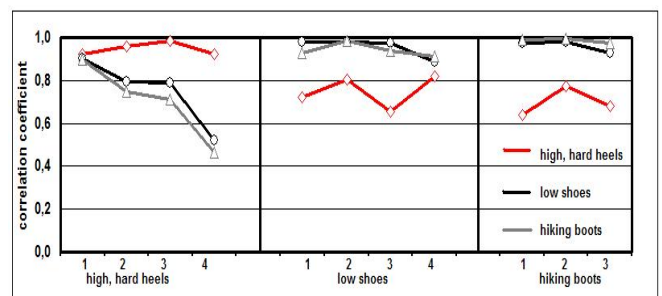 correlation coefficient
1,0
0,8
0,6
0,4
0,2
0,0
high, hard heels
low shoes
hiking boots
1 2 3 4 1 2 3 4 1 2 3
high, hard heels low shoes hiking boots